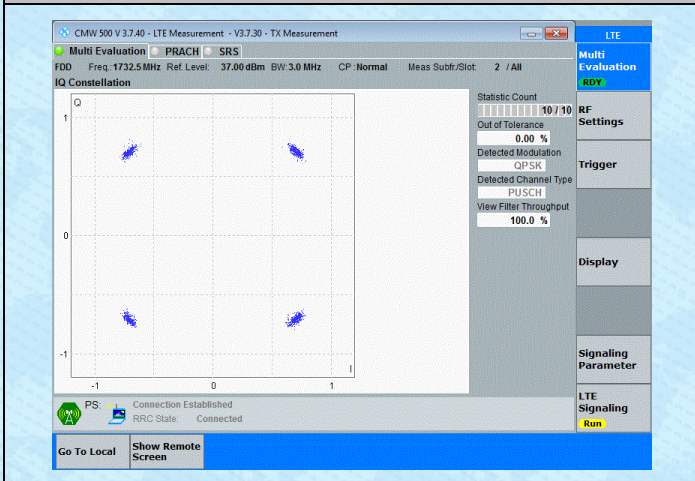 CMW 500 V 3.7.40 - LTE Measurement - V3.7.30 - TX Measurement
LTE
Multi Evaluation PRACH SRS
FDD Freq.:1732.5 MHz Ref. Level: 37.00 dBm BW:3.0 MHz CP :Normal Meas Subfr./Slot: 2 / All
IQ Constellation
Q
1
0
-1
-1
0
1
I
Statistic Count
10 / 10
Out of Tolerance
0.00 %
Detected Modulation
QPSK
Detected Channel Type
PUSCH
View Filter Throughput
100.0 %
Multi
Evaluation
RDY
RF
Settings
Trigger
Display
Signaling
Parameter
LTE
Signaling
Run
PS: Connection Established
RRC State: Connected
Go To Local
Show Remote
Screen